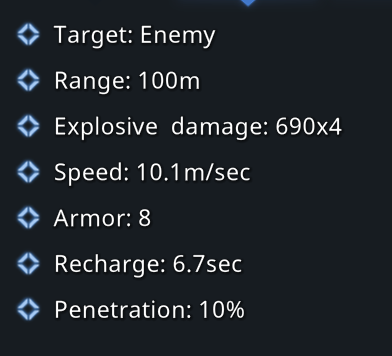 Target: Enemy
Range: 100m
Explosive  damage: 690x4
Speed: 10.1m/sec
Armor: 8
Recharge: 6.7sec
Penetration: 10%